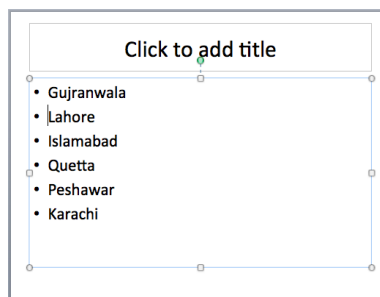 Click to add title
• Gujranwala
• Lahore
• Islamabad
• Quetta
• Peshawar
• Karachi